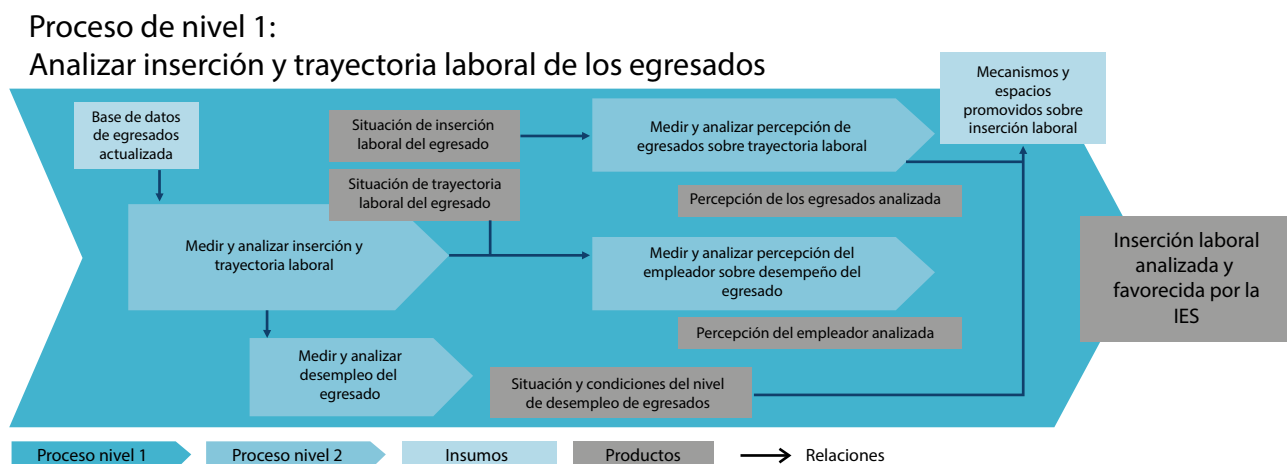 Proceso de nivel 1:
Analizar inserción y trayectoria laboral de los egresados
Base de datos
de egresados
actualizada
Situación de inserción
laboral del egresado
Medir y analizar percepción de
egresados sobre trayectoria laboral
Mecanismos y
espacios
promovidos sobre
inserción laboral
Situación de trayectoria
laboral del egresado
Percepción de los egresados analizada
Medir y analizar inserción y
trayectoria laboral
Medir y analizar percepción del
empleador sobre desempeño del
egresado
Inserción laboral
analizada y
favorecida por la
IES
Percepción del empleador analizada
Medir y analizar
desempleo del
egresado
Situación y condiciones del nivel
de desempleo de egresados
Proceso nivel 1
Proceso nivel 2
Insumos
Productos
Relaciones